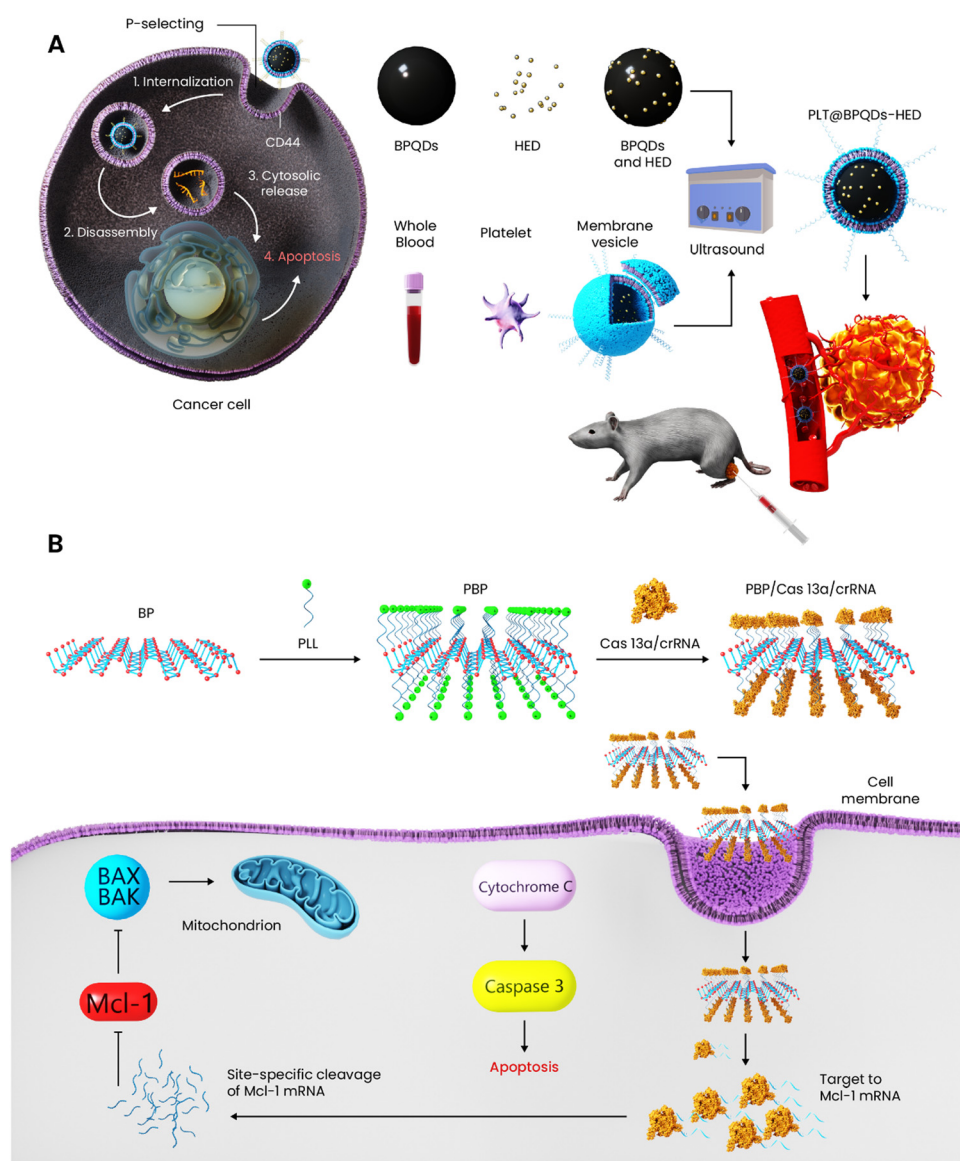 A
P-selecting
1. Internalization
CD44
3. Cytosolic
release
2. Disassembly
4. Apoptosis
Cancer cell
BPQDs
HED
BPQDs
and HED
PLT@BPQDs-HED
Whole
Blood
Platelet
Membrane
vesicle
Ultrasound
B
BP
PLL
PBP
Cas 13a/crRNA
PBP/Cas 13a/crRNA
Cell
membrane
BAX
BAK
Mitochondrion
Cytochrome C
Mcl-1
Caspase 3
Apoptosis
Site-specific cleavage
of Mcl-1 mRNA
Target to
Mcl-1 mRNA